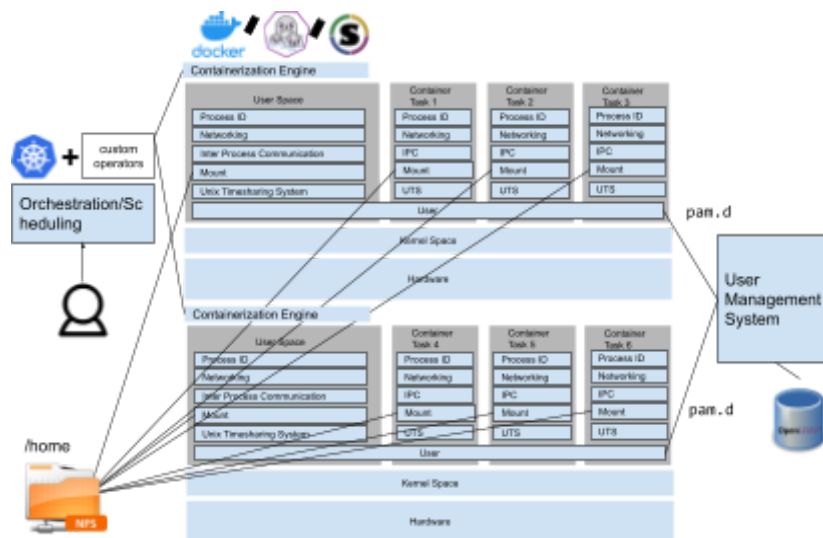 docker
Containerization Engine
User Space
Process ID
Networking
Inter Process Communication
Mount
Unix Timesharing System
Container
Task 1
Process ID
Networking
IPC
Mount
UTS
Container
Task 2
Process ID
Networking
IPC
Mount
UTS
Container
Task 3
Process ID
Networking
IPC
Mount
UTS
User
Kernel Space
Hardware
+
custom
operators
Orchestration/Sc
heduling
pam.d
User
Management
System
Containerization Engine
User Space
Process ID
Networking
Inter Process Communication
Mount
Unix Timesharing System
Container
Task 4
Process ID
Networking
IPC
Mount
UTS
Container
Task 5
Process ID
Networking
IPC
Mount
UTS
Container
Task 6
Process ID
Networking
IPC
Mount
UTS
User
Kernel Space
Hardware
pam.d
OpenLDAP
/home
NFS